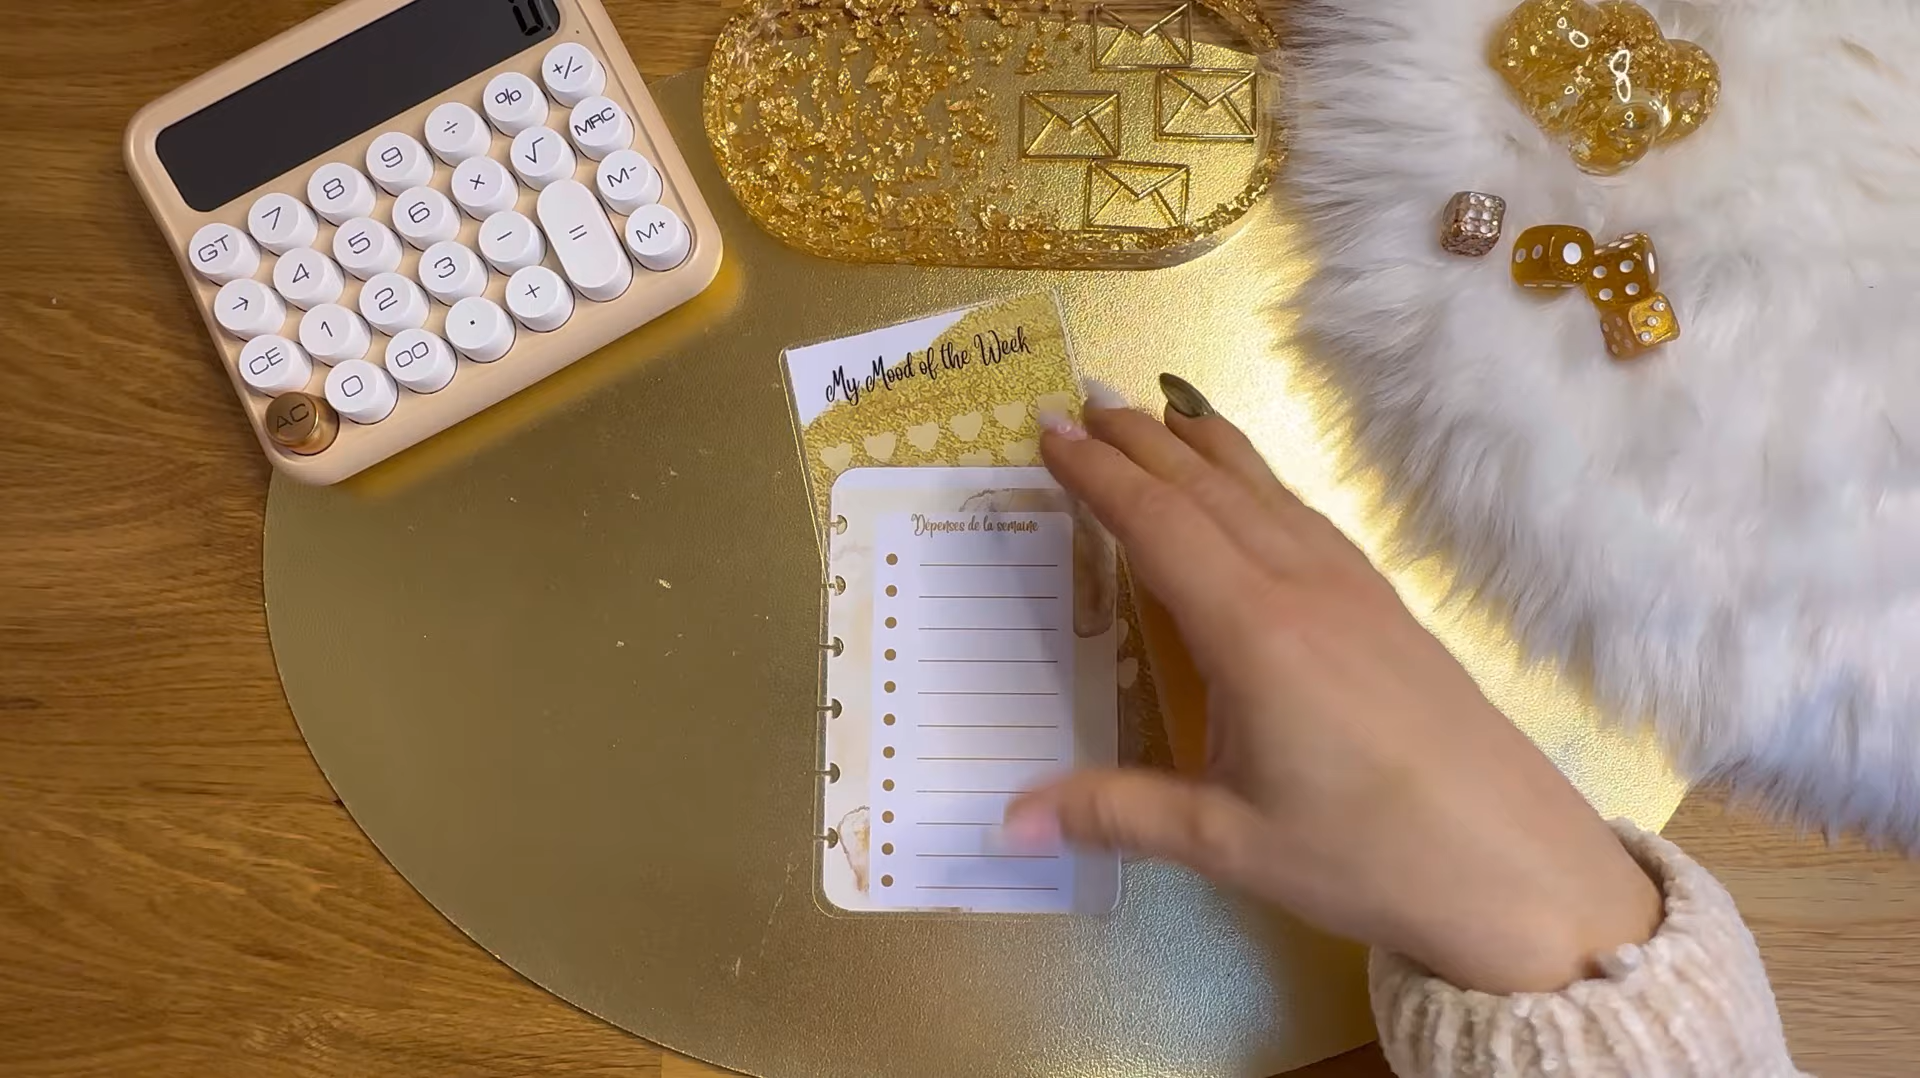 0
+/-
% MRC
÷ √ M-
7 8 9 × = M+
GT 4 5 6 −
→ 1 2 3 +
CE 0 00 .
AC
My Mood of the Week
Dépenses de la semaine